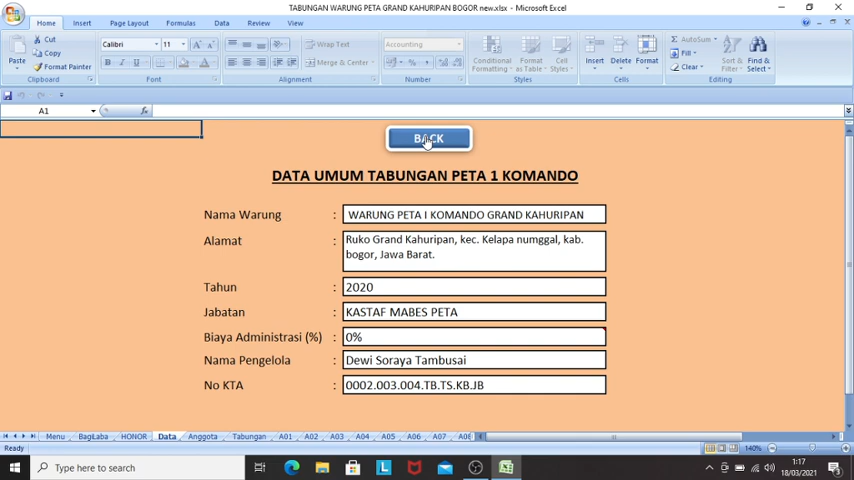 TABUNGAN WARUNG PETA GRAND KAHURIPAN BOGOR new.xlsx - Microsoft Excel
Home Insert Page Layout Formulas Data Review View
Paste
Cut
Copy
Format Painter
Clipboard
Calibri 11
B I U
Font
Wrap Text
Merge & Center
Alignment
Accounting
Number
Conditional Formatting
Format as Table
Cell Styles
Styles
Insert Delete Format
Cells
AutoSum
Fill
Clear
Sort & Filter
Find & Select
Editing
A1 fx
BACK
DATA UMUM TABUNGAN PETA 1 KOMANDO
Nama Warung : WARUNG PETA I KOMANDO GRAND KAHURIPAN
Alamat : Ruko Grand Kahuripan, kec. Kelapa numggal, kab.
bogor, Jawa Barat.
Tahun : 2020
Jabatan : KASTAF MABES PETA
Biaya Administrasi (%) : 0%
Nama Pengelola : Dewi Soraya Tambusai
No KTA : 0002.003.004.TB.TS.KB.JB
Menu BagiLaba HONOR Data Anggota Tabungan A01 A02 A03 A04 A05 A06 A07 A08
Ready 140%
Type here to search
1:17
18/03/2021
3